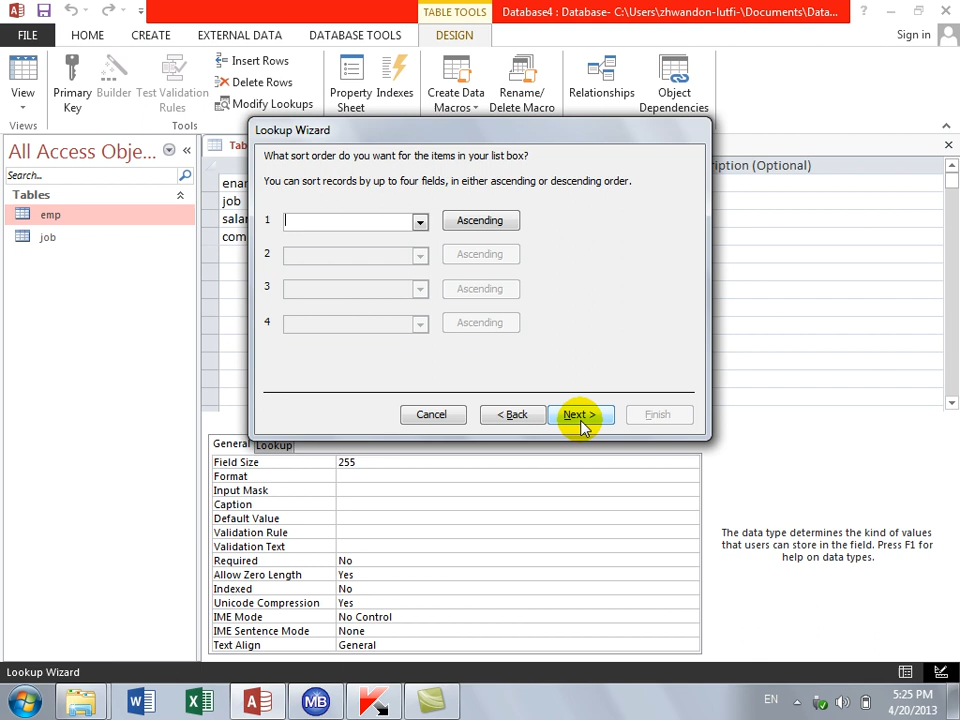 TABLE TOOLS
Database4 : Database- C:\Users\zhwandon-lutfi-\Documents\Data...
FILE HOME CREATE EXTERNAL DATA DATABASE TOOLS DESIGN Sign in
View
Primary Key
Builder
Test Validation Rules
Insert Rows
Delete Rows
Modify Lookups
Property Sheet
Indexes
Create Data Macros
Rename/ Delete Macro
Relationships
Object Dependencies
Views
Tools
All Access Obje...
Search...
Tables
emp
job
Lookup Wizard
What sort order do you want for the items in your list box?
You can sort records by up to four fields, in either ascending or descending order.
1 Ascending
2 Ascending
3 Ascending
4 Ascending
Cancel < Back Next > Finish
(Optional)
job
General Lookup
Field Size 255
Format
Input Mask
Caption
Default Value
Validation Rule
Validation Text
Required No
Allow Zero Length Yes
Indexed No
Unicode Compression Yes
IME Mode No Control
IME Sentence Mode None
Text Align General
The data type determines the kind of values
that users can store in the field. Press F1 for
help on data types.
Lookup Wizard
EN
5:25 PM
4/20/2013